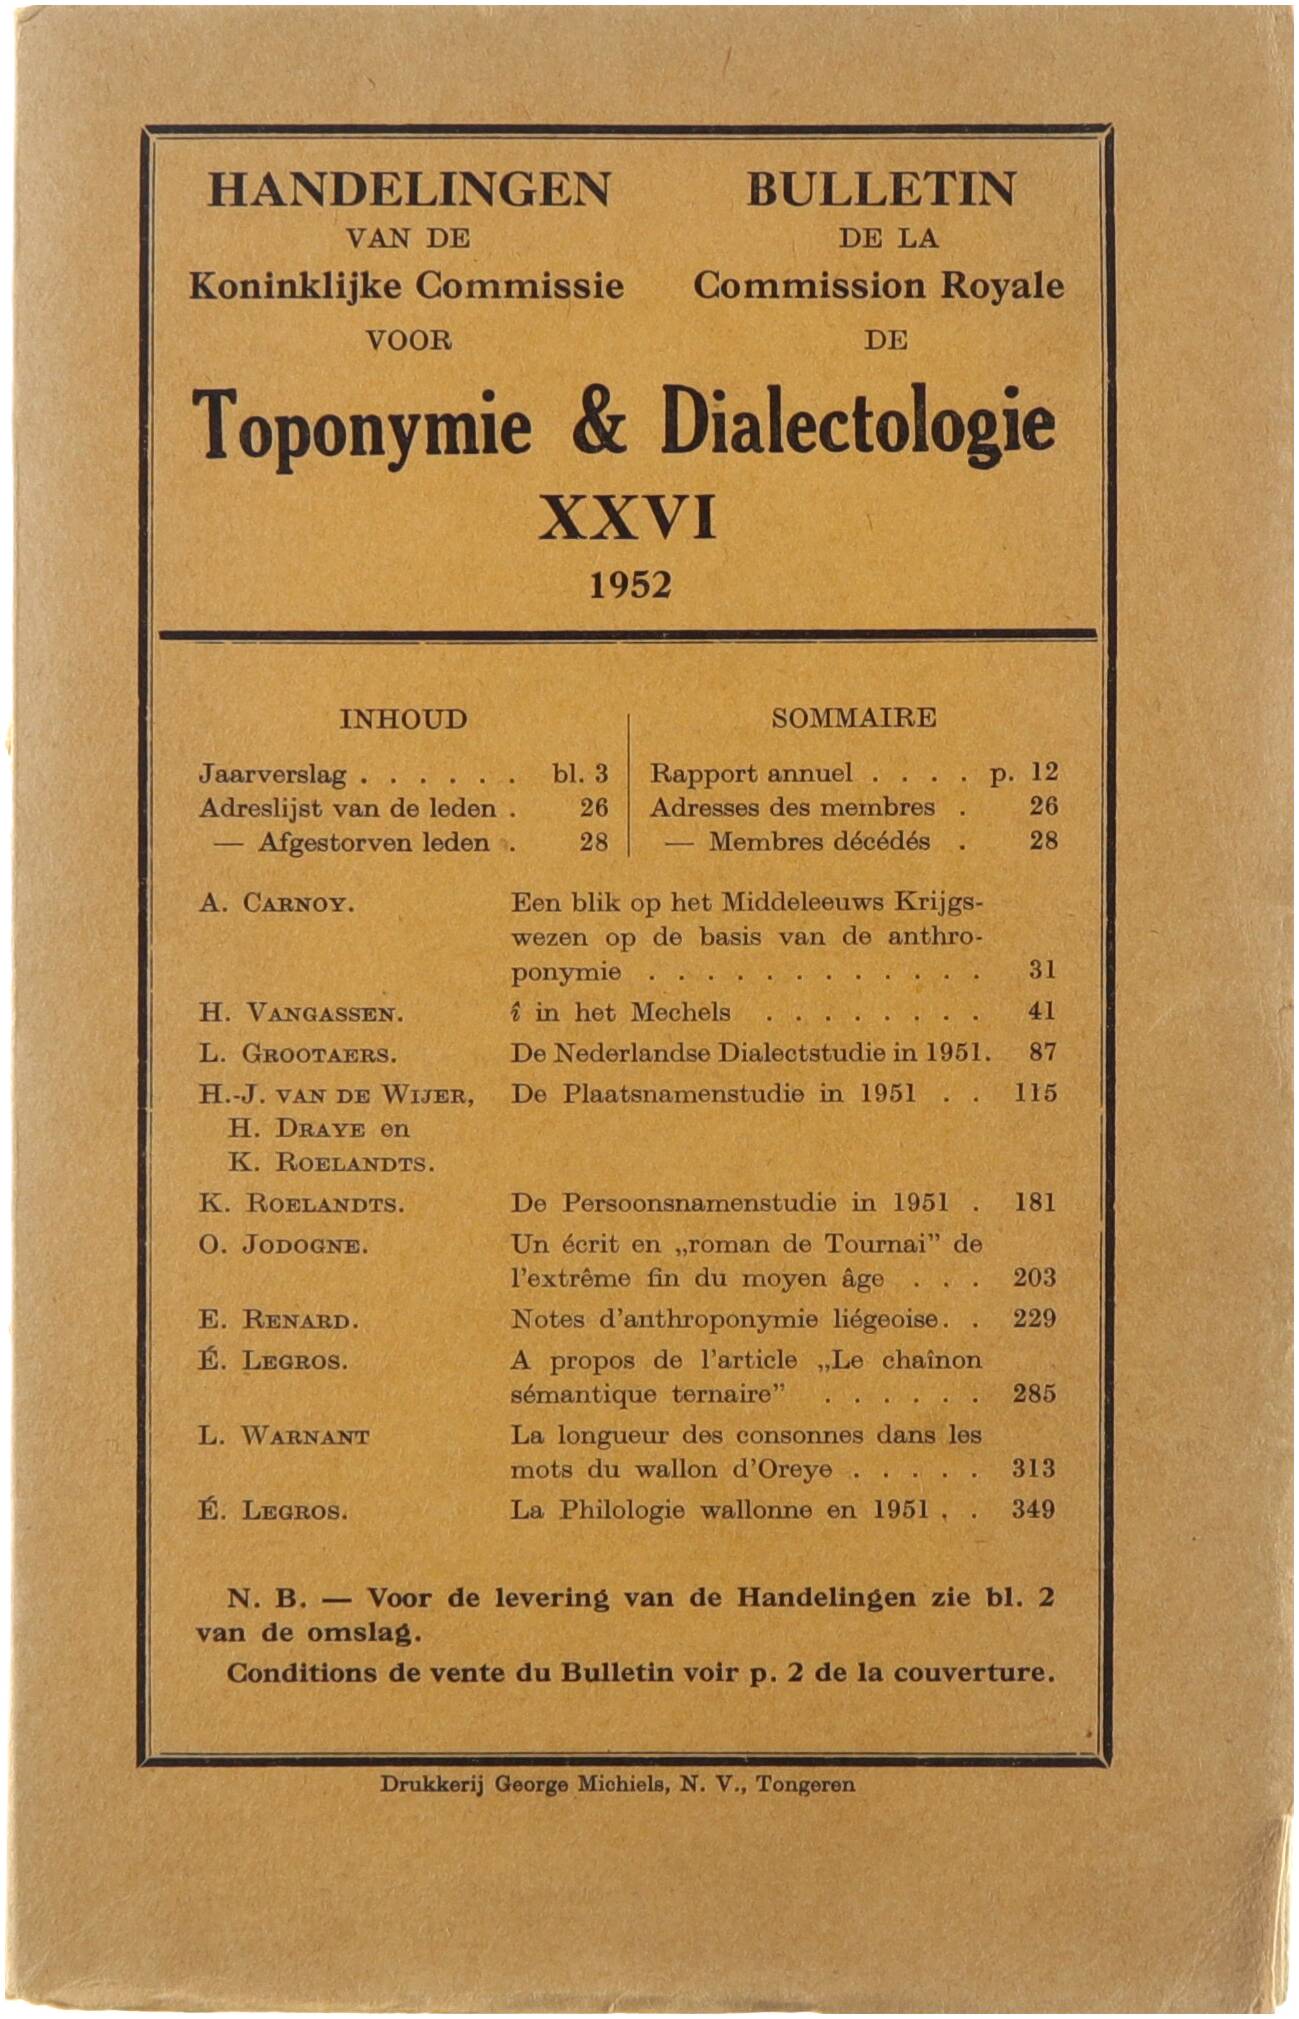 HANDELINGEN
VAN DE
Koninklijke Commissie
VOOR
BULLETIN
DE LA
Commission Royale
DE
Toponymie & Dialectologie
XXVI
1952
INHOUD
Jaarverslag . . . . . . bl. 3
Adreslijst van de leden . 26
— Afgestorven leden . 28
SOMMAIRE
Rapport annuel . . . . p. 12
Adresses des membres . 26
— Membres décédés . 28
A. CARNOY. Een blik op het Middeleeuws Krijgs-
wezen op de basis van de anthro-
ponymie . . . . . . . . . . . . 31
H. VANGASSEN. î in het Mechels . . . . . . . . 41
L. GROOTAERS. De Nederlandse Dialectstudie in 1951. 87
H.-J. VAN DE WIJER, De Plaatsnamenstudie in 1951 . . 115
H. DRAYE en
K. ROELANDTS.
K. ROELANDTS. De Persoonsnamenstudie in 1951 . 181
O. JODOGNE. Un écrit en „roman de Tournai” de
l'extrême fin du moyen âge . . . 203
E. RENARD. Notes d'anthroponymie liégeoise. . 229
É. LEGROS. A propos de l'article „Le chaînon
sémantique ternaire” . . . . . . 285
L. WARNANT La longueur des consonnes dans les
mots du wallon d'Oreye . . . . . 313
É. LEGROS. La Philologie wallonne en 1951 . . 349
N. B. — Voor de levering van de Handelingen zie bl. 2
van de omslag.
Conditions de vente du Bulletin voir p. 2 de la couverture.
Drukkerij George Michiels, N. V., Tongeren